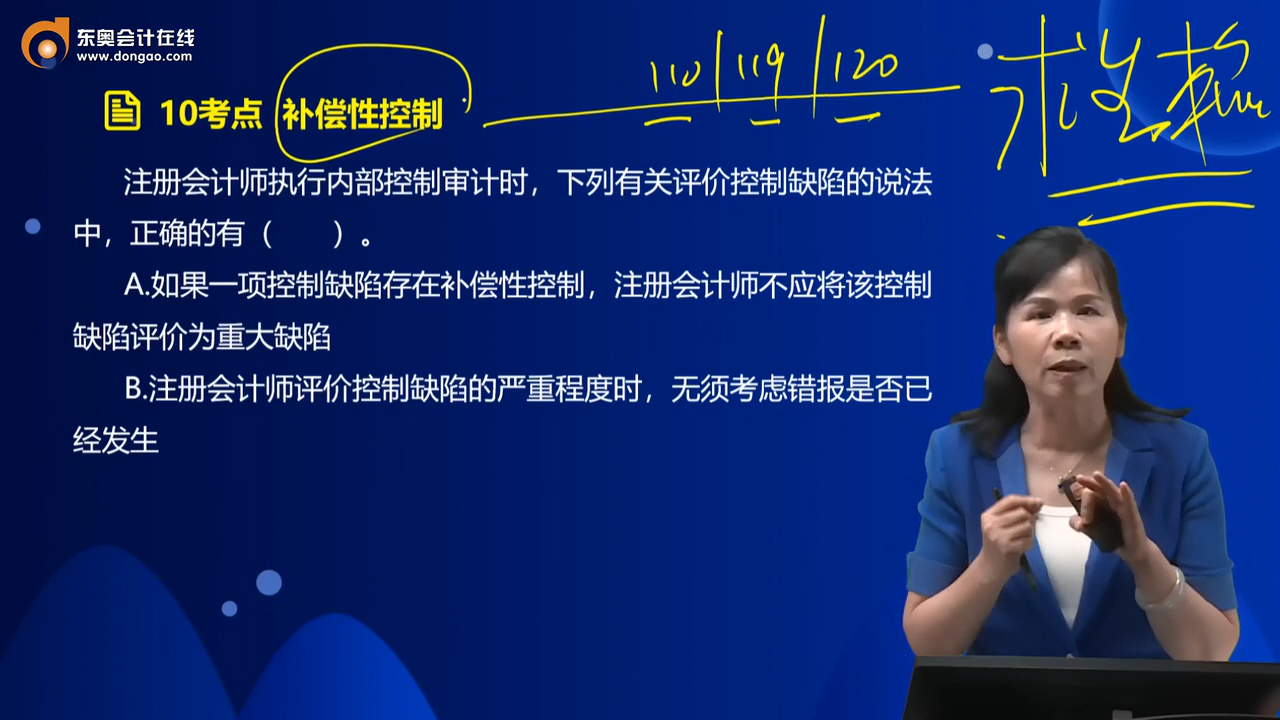 东奥会计在线
www.dongao.com
110 119 120
10考点 补偿性控制
注册会计师执行内部控制审计时，下列有关评价控制缺陷的说法
中，正确的有（　　）。
A.如果一项控制缺陷存在补偿性控制，注册会计师不应将该控制
缺陷评价为重大缺陷
B.注册会计师评价控制缺陷的严重程度时，无须考虑错报是否已
经发生